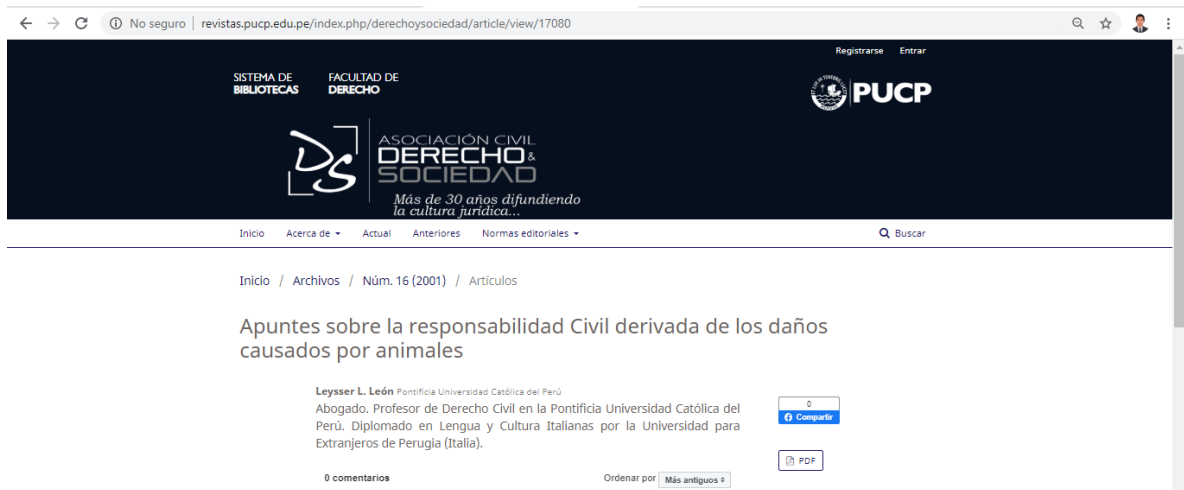 No seguro | revistas.pucp.edu.pe/index.php/derechoysociedad/article/view/17080
Registrarse Entrar
SISTEMA DE BIBLIOTECAS FACULTAD DE DERECHO
PUCP
DS ASOCIACIÓN CIVIL
DERECHO &
SOCIEDAD
Más de 30 años difundiendo
la cultura jurídica...
Inicio Acerca de Actual Anteriores Normas editoriales Buscar
Inicio / Archivos / Núm. 16 (2001) / Artículos
Apuntes sobre la responsabilidad Civil derivada de los daños
causados por animales
Leysser L. León Pontificia Universidad Católica del Perú
Abogado. Profesor de Derecho Civil en la Pontificia Universidad Católica del
Perú. Diplomado en Lengua y Cultura Italianas por la Universidad para
Extranjeros de Perugia (Italia).
0
Compartir
PDF
0 comentarios Ordenar por Más antiguos